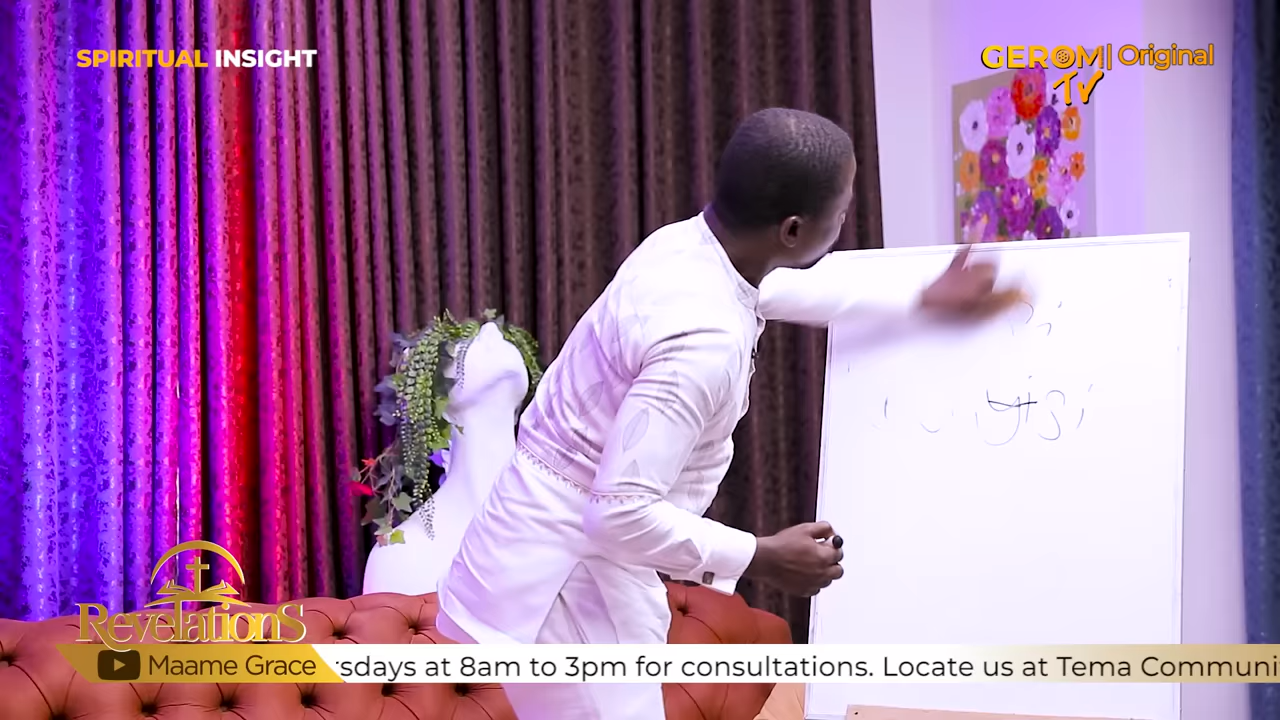 SPIRITUAL INSIGHT
GEROM TV | Original
RevelationS
Maame Grace
rsdays at 8am to 3pm for consultations. Locate us at Tema Communi